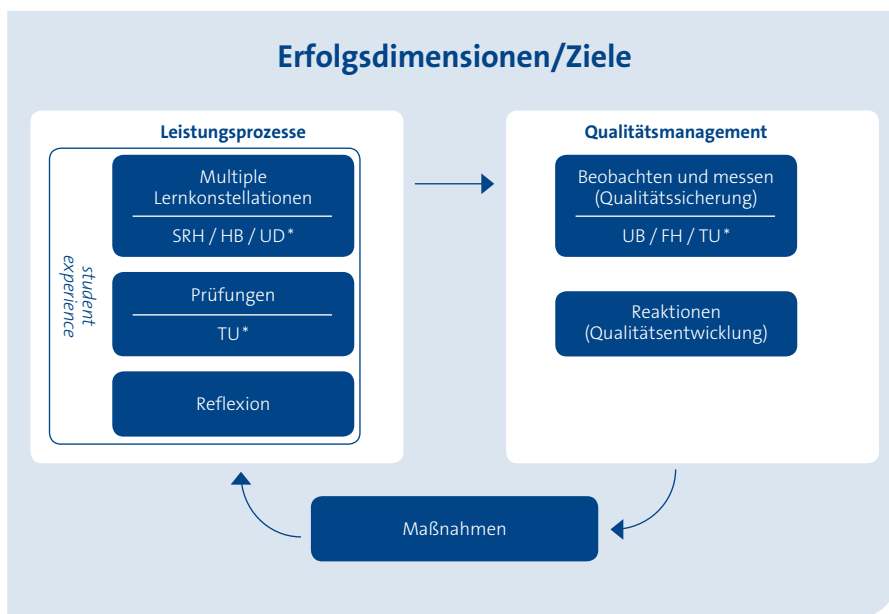 Erfolgsdimensionen/Ziele
Leistungsprozesse
student
experience
Multiple
Lernkonstellationen
SRH / HB / UD*
Prüfungen
TU*
Reflexion
Qualitätsmanagement
Beobachten und messen
(Qualitätssicherung)
UB / FH / TU*
Reaktionen
(Qualitätsentwicklung)
Maßnahmen